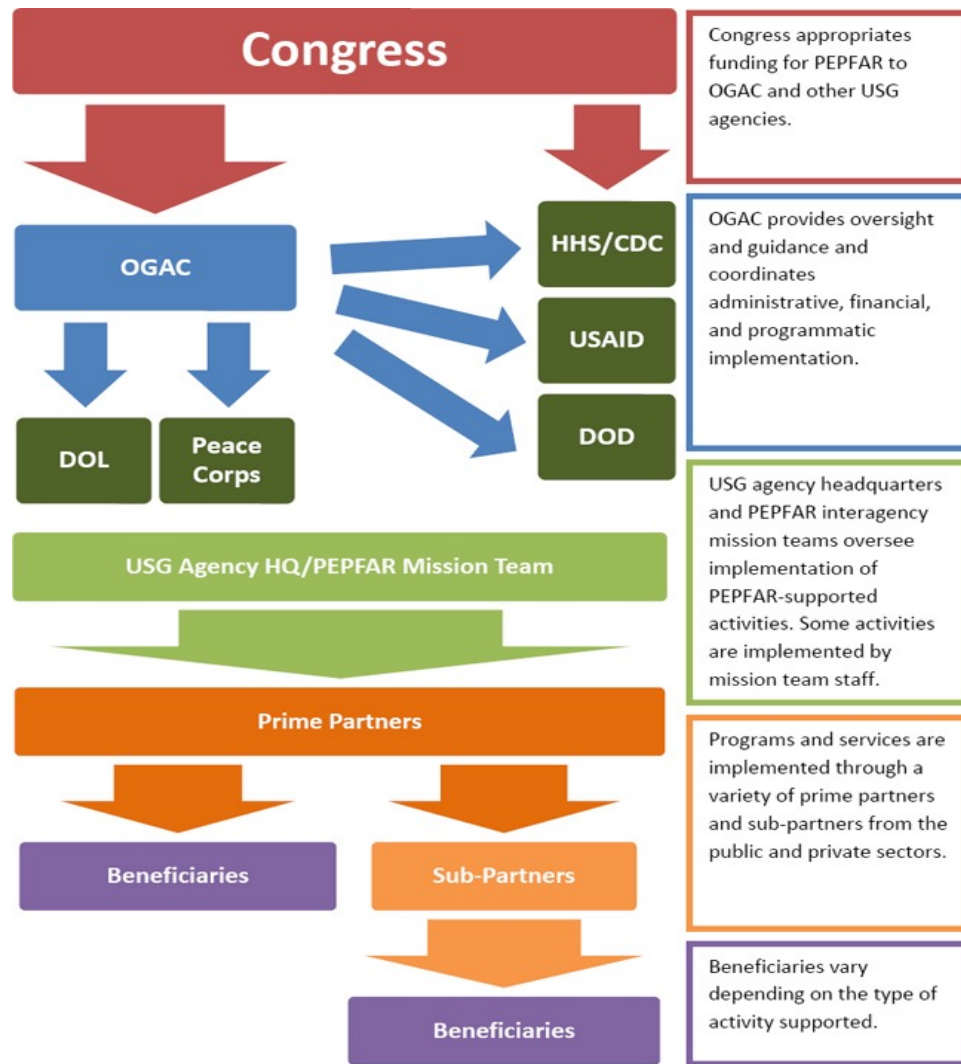 Congress
Congress appropriates
funding for PEPFAR to
OGAC and other USG
agencies.
OGAC
HHS/CDC
USAID
DOD
DOL
Peace
Corps
OGAC provides oversight
and guidance and
coordinates
administrative, financial,
and programmatic
implementation.
USG Agency HQ/PEPFAR Mission Team
USG agency headquarters
and PEPFAR interagency
mission teams oversee
implementation of
PEPFAR-supported
activities. Some activities
are implemented by
mission team staff.
Prime Partners
Beneficiaries
Sub-Partners
Programs and services are
implemented through a
variety of prime partners
and sub-partners from the
public and private sectors.
Beneficiaries
Beneficiaries vary
depending on the type of
activity supported.